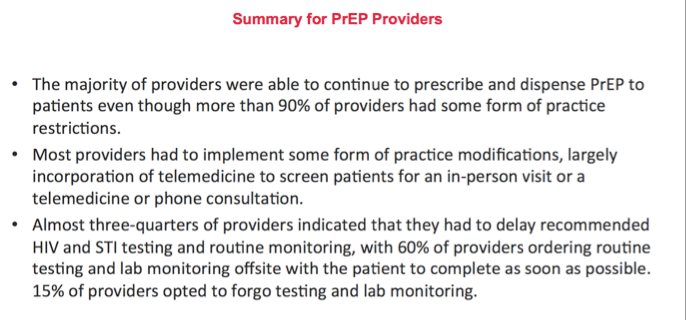 Summary for PrEP Providers
• The majority of providers were able to continue to prescribe and dispense PrEP to
patients even though more than 90% of providers had some form of practice
restrictions.
• Most providers had to implement some form of practice modifications, largely
incorporation of telemedicine to screen patients for an in-person visit or a
telemedicine or phone consultation.
• Almost three-quarters of providers indicated that they had to delay recommended
HIV and STI testing and routine monitoring, with 60% of providers ordering routine
testing and lab monitoring offsite with the patient to complete as soon as possible.
15% of providers opted to forgo testing and lab monitoring.